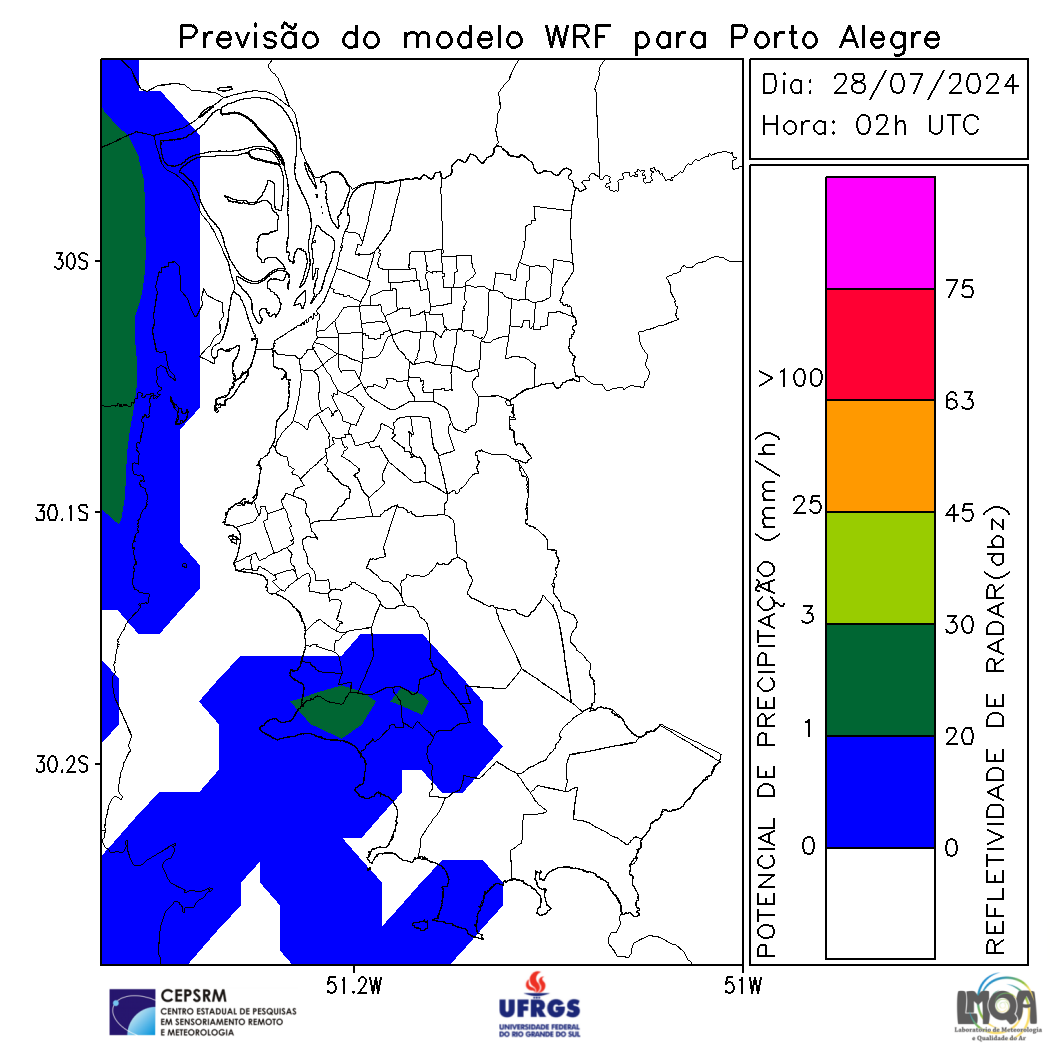 Previsão do modelo WRF para Porto Alegre
Dia: 28/07/2024
Hora: 02h UTC
30S
30.1S
30.2S
51.2W
51W
POTENCIAL DE PRECIPITAÇÃO (mm/h)
>100
25
3
1
0
75
63
45
30
20
0
REFLETIVIDADE DE RADAR(dbz)
CEPSRM
CENTRO ESTADUAL DE PESQUISAS
EM SENSORIAMENTO REMOTO
E METEOROLOGIA
UFRGS
UNIVERSIDADE FEDERAL
DO RIO GRANDE DO SUL
LMQA
Laboratório de Meteorologia
e Qualidade do Ar